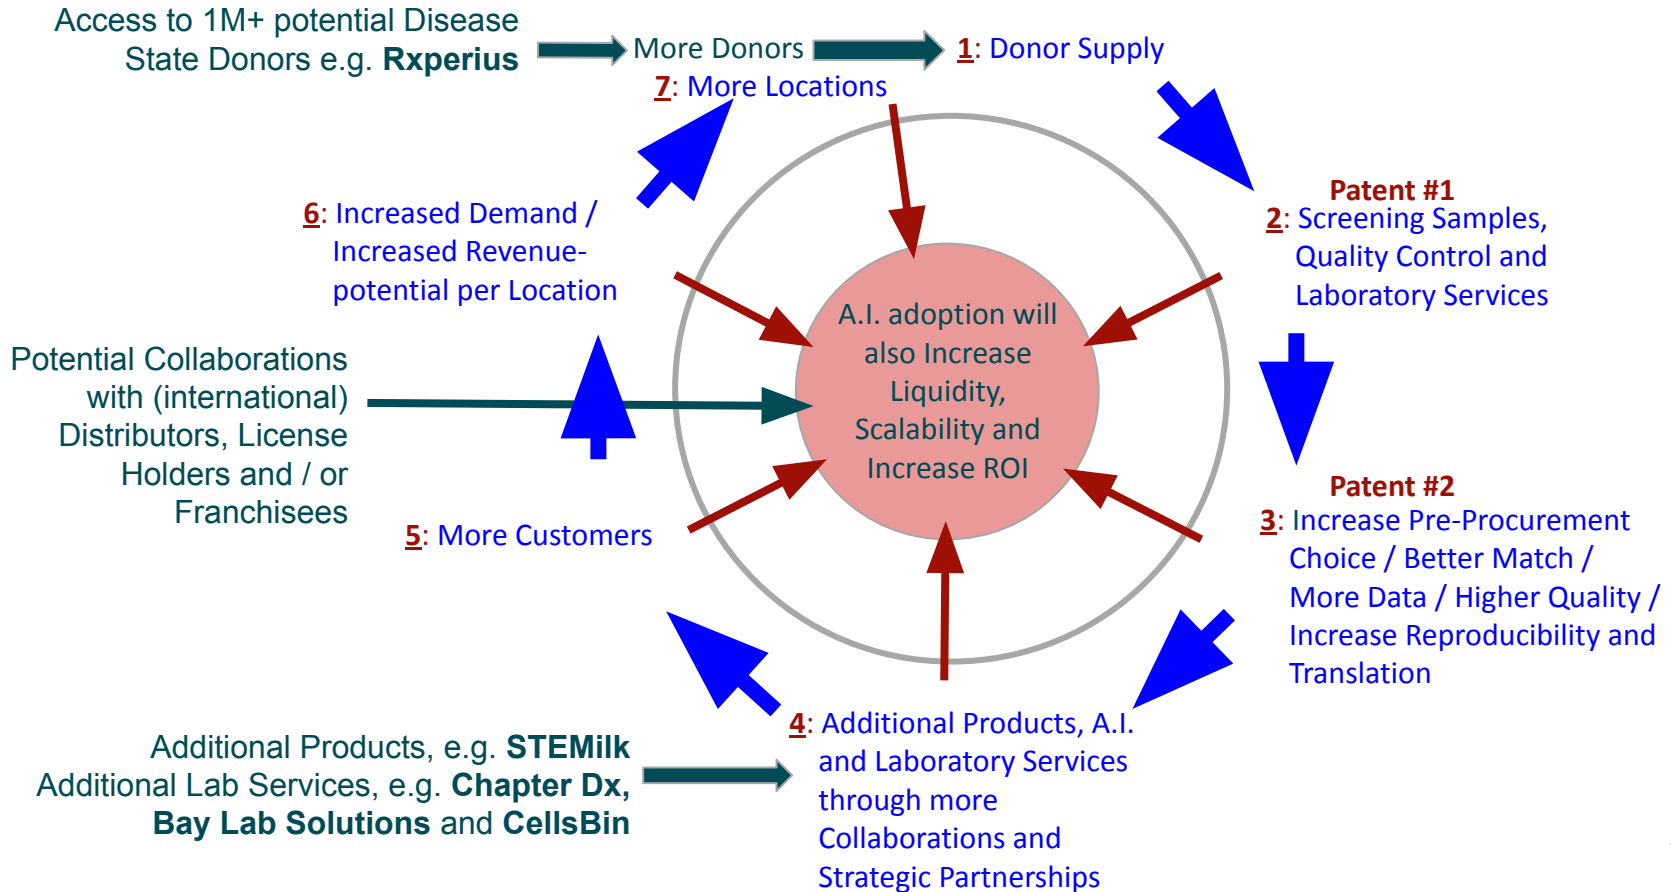 Access to 1M+ potential Disease
State Donors e.g. Rxperius
More Donors
1: Donor Supply
7: More Locations
Patent #1
2: Screening Samples,
Quality Control and
Laboratory Services
6: Increased Demand /
Increased Revenue-
potential per Location
A.I. adoption will
also Increase
Liquidity,
Scalability and
Increase ROI
Potential Collaborations
with (international)
Distributors, License
Holders and / or
Franchisees
Patent #2
3: Increase Pre-Procurement
Choice / Better Match /
More Data / Higher Quality /
Increase Reproducibility and
Translation
5: More Customers
4: Additional Products, A.I.
and Laboratory Services
through more
Collaborations and
Strategic Partnerships
Additional Products, e.g. STEMilk
Additional Lab Services, e.g. Chapter Dx,
Bay Lab Solutions and CellsBin